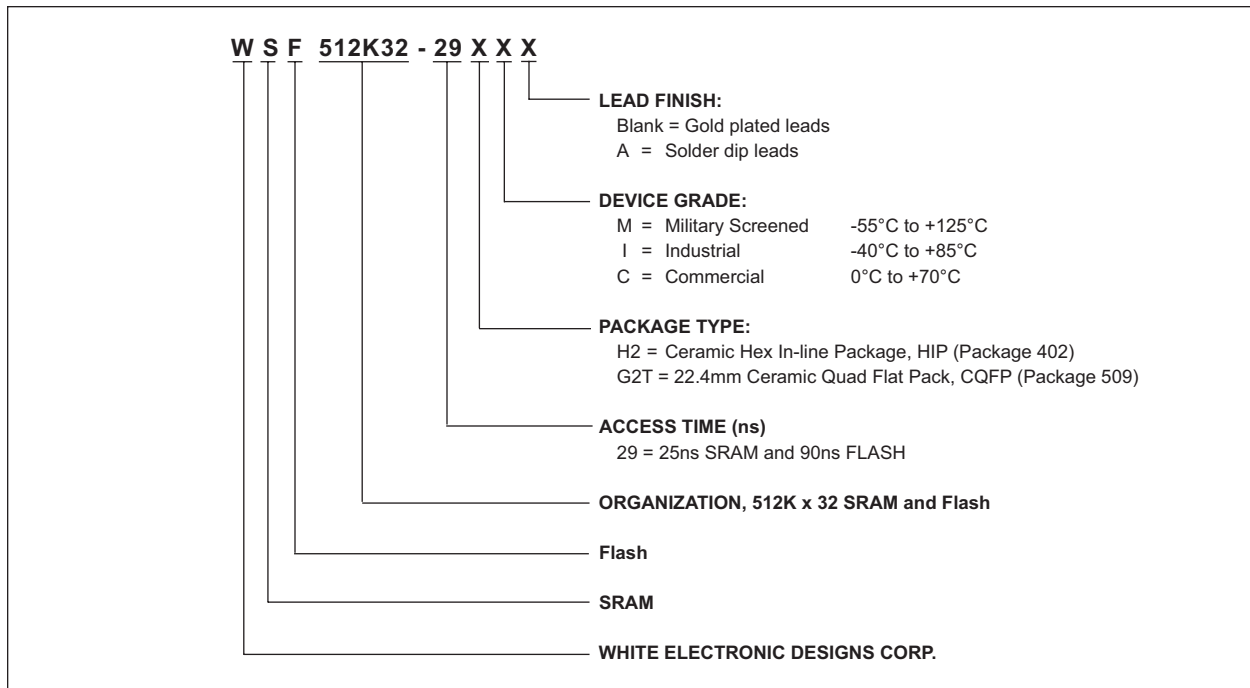 W S F 512K32 - 29 X X X
LEAD FINISH:
Blank = Gold plated leads
A = Solder dip leads
DEVICE GRADE:
M = Military Screened -55°C to +125°C
I = Industrial -40°C to +85°C
C = Commercial 0°C to +70°C
PACKAGE TYPE:
H2 = Ceramic Hex In-line Package, HIP (Package 402)
G2T = 22.4mm Ceramic Quad Flat Pack, CQFP (Package 509)
ACCESS TIME (ns)
29 = 25ns SRAM and 90ns FLASH
ORGANIZATION, 512K x 32 SRAM and Flash
Flash
SRAM
WHITE ELECTRONIC DESIGNS CORP.